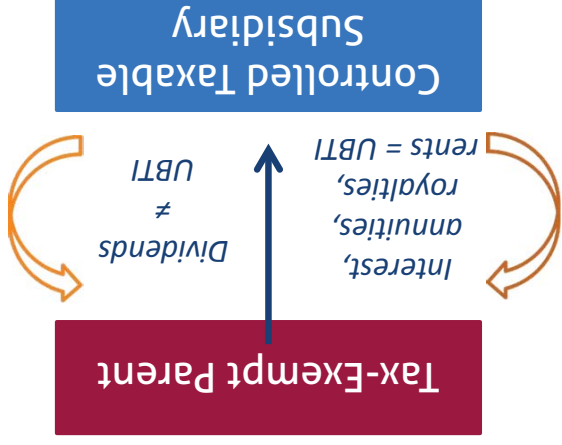 Tax-Exempt Parent
Interest,
annuities,
royalties,
rents = UBTI
Dividends
≠
UBTI
Controlled Taxable
Subsidiary